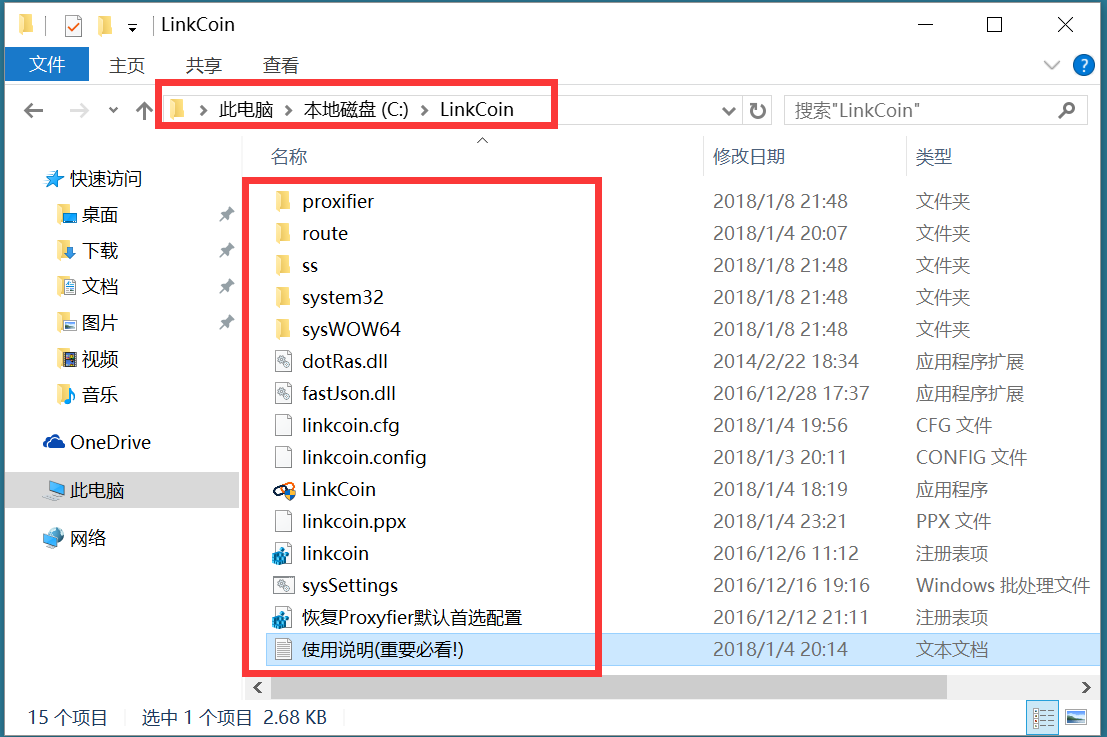 LinkCoin
文件 主页 共享 查看
此电脑 本地磁盘 (C:) LinkCoin 搜索"LinkCoin"
名称 修改日期 类型
快速访问
桌面
下载
文档
图片
视频
音乐
OneDrive
此电脑
网络
proxifier 2018/1/8 21:48 文件夹
route 2018/1/4 20:07 文件夹
ss 2018/1/8 21:48 文件夹
system32 2018/1/8 21:48 文件夹
sysWOW64 2018/1/8 21:48 文件夹
dotRas.dll 2014/2/22 18:34 应用程序扩展
fastJson.dll 2016/12/28 17:37 应用程序扩展
linkcoin.cfg 2018/1/4 19:56 CFG 文件
linkcoin.config 2018/1/3 20:11 CONFIG 文件
LinkCoin 2018/1/4 18:19 应用程序
linkcoin.ppx 2018/1/4 23:21 PPX 文件
linkcoin 2016/12/6 11:12 注册表项
sysSettings 2016/12/16 19:16 Windows 批处理文件
恢复Proxyfier默认首选配置 2016/12/12 21:11 注册表项
使用说明(重要必看!) 2018/1/4 20:14 文本文档
15 个项目 选中 1 个项目 2.68 KB